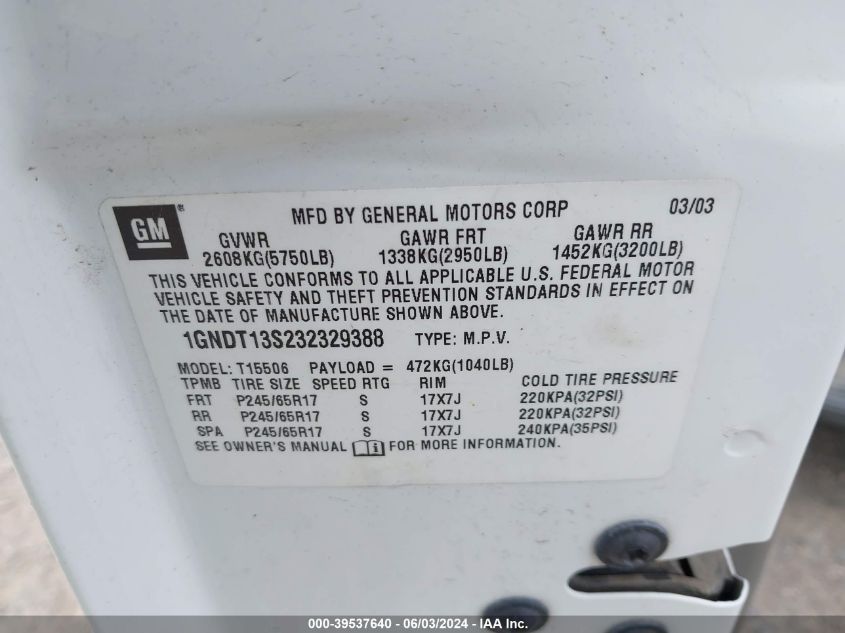 GM ® MFD BY GENERAL MOTORS CORP 03/03
GVWR GAWR FRT GAWR RR
2608KG(5750LB) 1338KG(2950LB) 1452KG(3200LB)
THIS VEHICLE CONFORMS TO ALL APPLICABLE U.S. FEDERAL MOTOR
VEHICLE SAFETY AND THEFT PREVENTION STANDARDS IN EFFECT ON
THE DATE OF MANUFACTURE SHOWN ABOVE.
1GNDT13S232329388 TYPE: M.P.V.
MODEL: T15506 PAYLOAD = 472KG(1040LB)
TPMB TIRE SIZE SPEED RTG RIM COLD TIRE PRESSURE
FRT P245/65R17 S 17X7J 220KPA(32PSI)
RR P245/65R17 S 17X7J 220KPA(32PSI)
SPA P245/65R17 S 17X7J 240KPA(35PSI)
SEE OWNER'S MANUAL i FOR MORE INFORMATION.
000-39537640 - 06/03/2024 - IAA Inc.